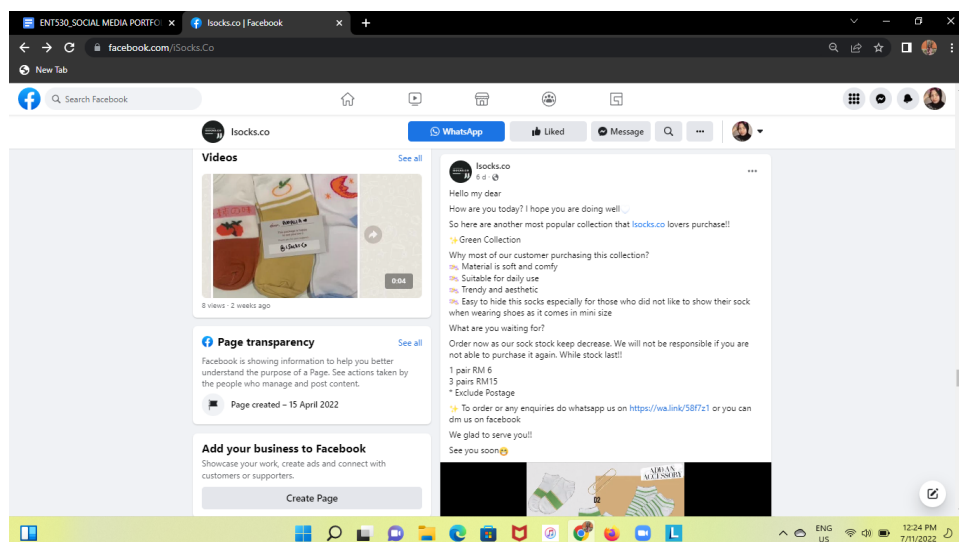 ENT530_SOCIAL MEDIA PORTFO
Isocks.co | Facebook
facebook.com/iSocks.Co
New Tab
Search Facebook
Isocks.co
WhatsApp
Liked
Message
Videos
See all
0:04
8 views · 2 weeks ago
Page transparency
See all
Facebook is showing information to help you better
understand the purpose of a Page. See actions taken by
the people who manage and post content.
Page created – 15 April 2022
Add your business to Facebook
Showcase your work, create ads and connect with
customers or supporters.
Create Page
Isocks.co
6 d
Hello my dear
How are you today? I hope you are doing well
So here are another most popular collection that Isocks.co lovers purchase!!
✨Green Collection
Why most of our customer purchasing this collection?
Material is soft and comfy
Suitable for daily use
Trendy and aesthetic
Easy to hide this socks especially for those who did not like to show their sock
when wearing shoes as it comes in mini size
What are you waiting for?
Order now as our sock stock keep decrease. We will not be responsible if you are
not able to purchase it again. While stock last!!
1 pair RM 6
3 pairs RM15
* Exclude Postage
✨ To order or any enquiries do whatsapp us on https://wa.link/58f7z1 or you can
dm us on facebook
We glad to serve you!!
See you soon😁
ADD AN
ACCESSORY
02
ENG
US
12:24 PM
7/11/2022